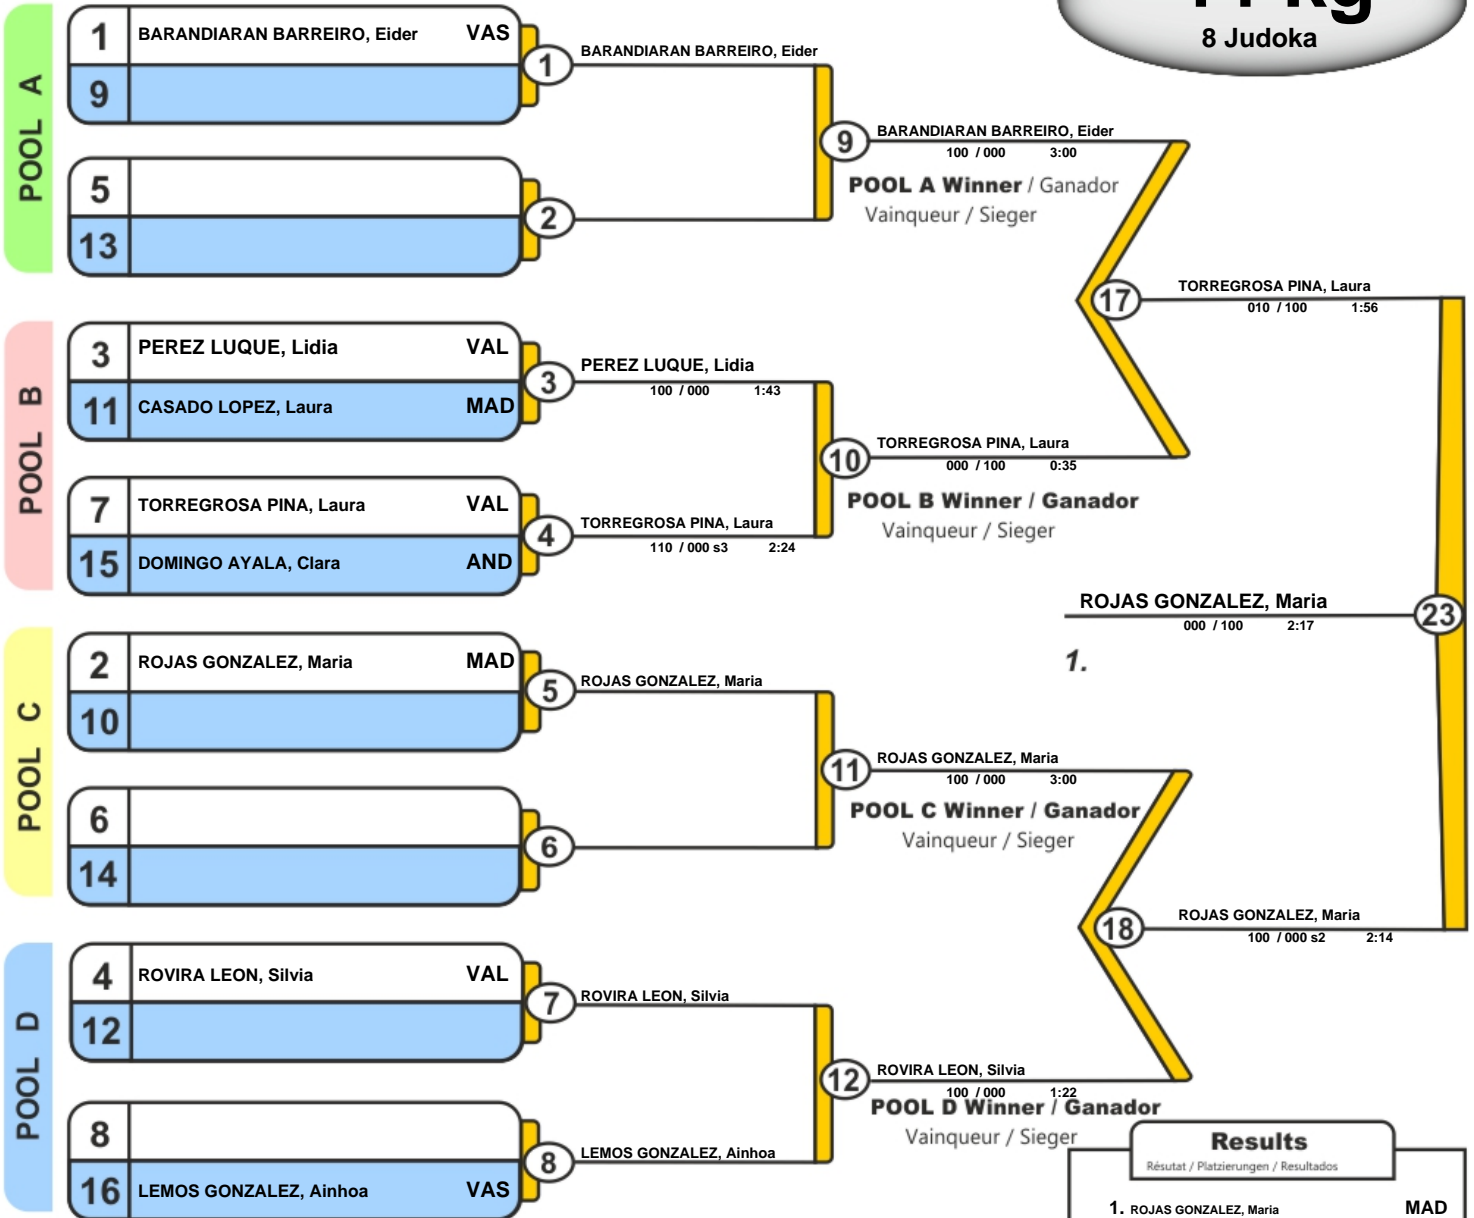 8 Judoka
POOL A
1 BARANDIARAN BARREIRO, Eider VAS
9
5
13
1 BARANDIARAN BARREIRO, Eider
2
9 BARANDIARAN BARREIRO, Eider
100 / 000 3:00
POOL A Winner / Ganador
Vainqueur / Sieger
POOL B
3 PEREZ LUQUE, Lidia VAL
11 CASADO LOPEZ, Laura MAD
7 TORREGROSA PINA, Laura VAL
15 DOMINGO AYALA, Clara AND
3 PEREZ LUQUE, Lidia
100 / 000 1:43
4 TORREGROSA PINA, Laura
110 / 000 s3 2:24
10 TORREGROSA PINA, Laura
000 / 100 0:35
POOL B Winner / Ganador
Vainqueur / Sieger
17 TORREGROSA PINA, Laura
010 / 100 1:56
ROJAS GONZALEZ, Maria 23
000 / 100 2:17
1.
POOL C
2 ROJAS GONZALEZ, Maria MAD
10
6
14
5 ROJAS GONZALEZ, Maria
6
11 ROJAS GONZALEZ, Maria
100 / 000 3:00
POOL C Winner / Ganador
Vainqueur / Sieger
18 ROJAS GONZALEZ, Maria
100 / 000 s2 2:14
POOL D
4 ROVIRA LEON, Silvia VAL
12
8
16 LEMOS GONZALEZ, Ainhoa VAS
7 ROVIRA LEON, Silvia
8 LEMOS GONZALEZ, Ainhoa
12 ROVIRA LEON, Silvia
100 / 000 1:22
POOL D Winner / Ganador
Vainqueur / Sieger
Results
Résutat / Platzierungen / Resultados
1. ROJAS GONZALEZ, Maria MAD